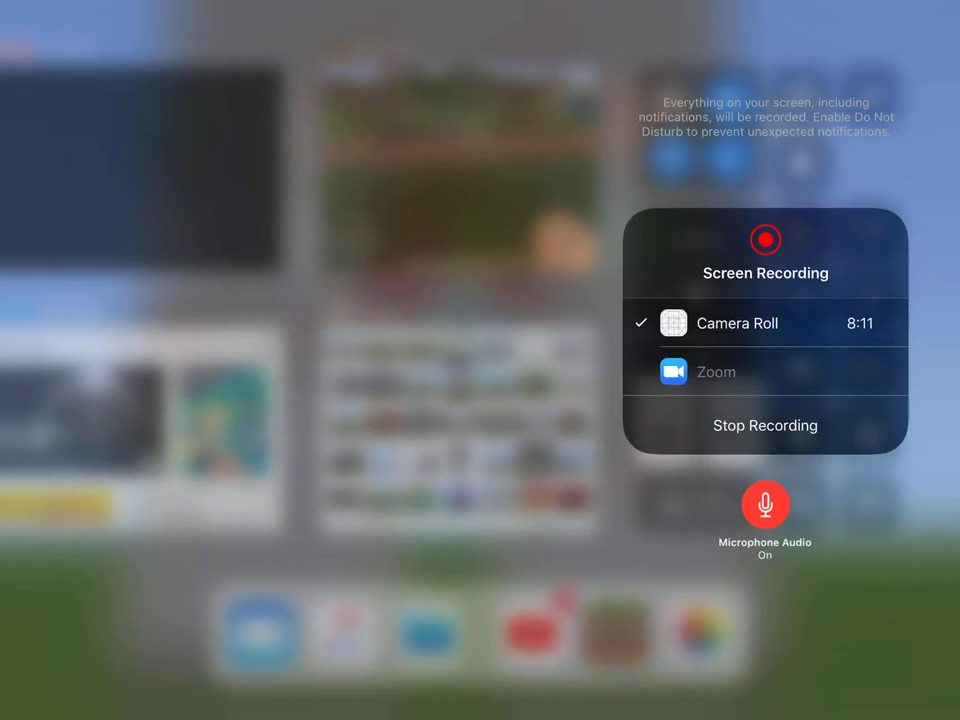 Everything on your screen, including
notifications, will be recorded. Enable Do Not
Disturb to prevent unexpected notifications.
Screen Recording
Camera Roll 8:11
Zoom
Stop Recording
Microphone Audio
On